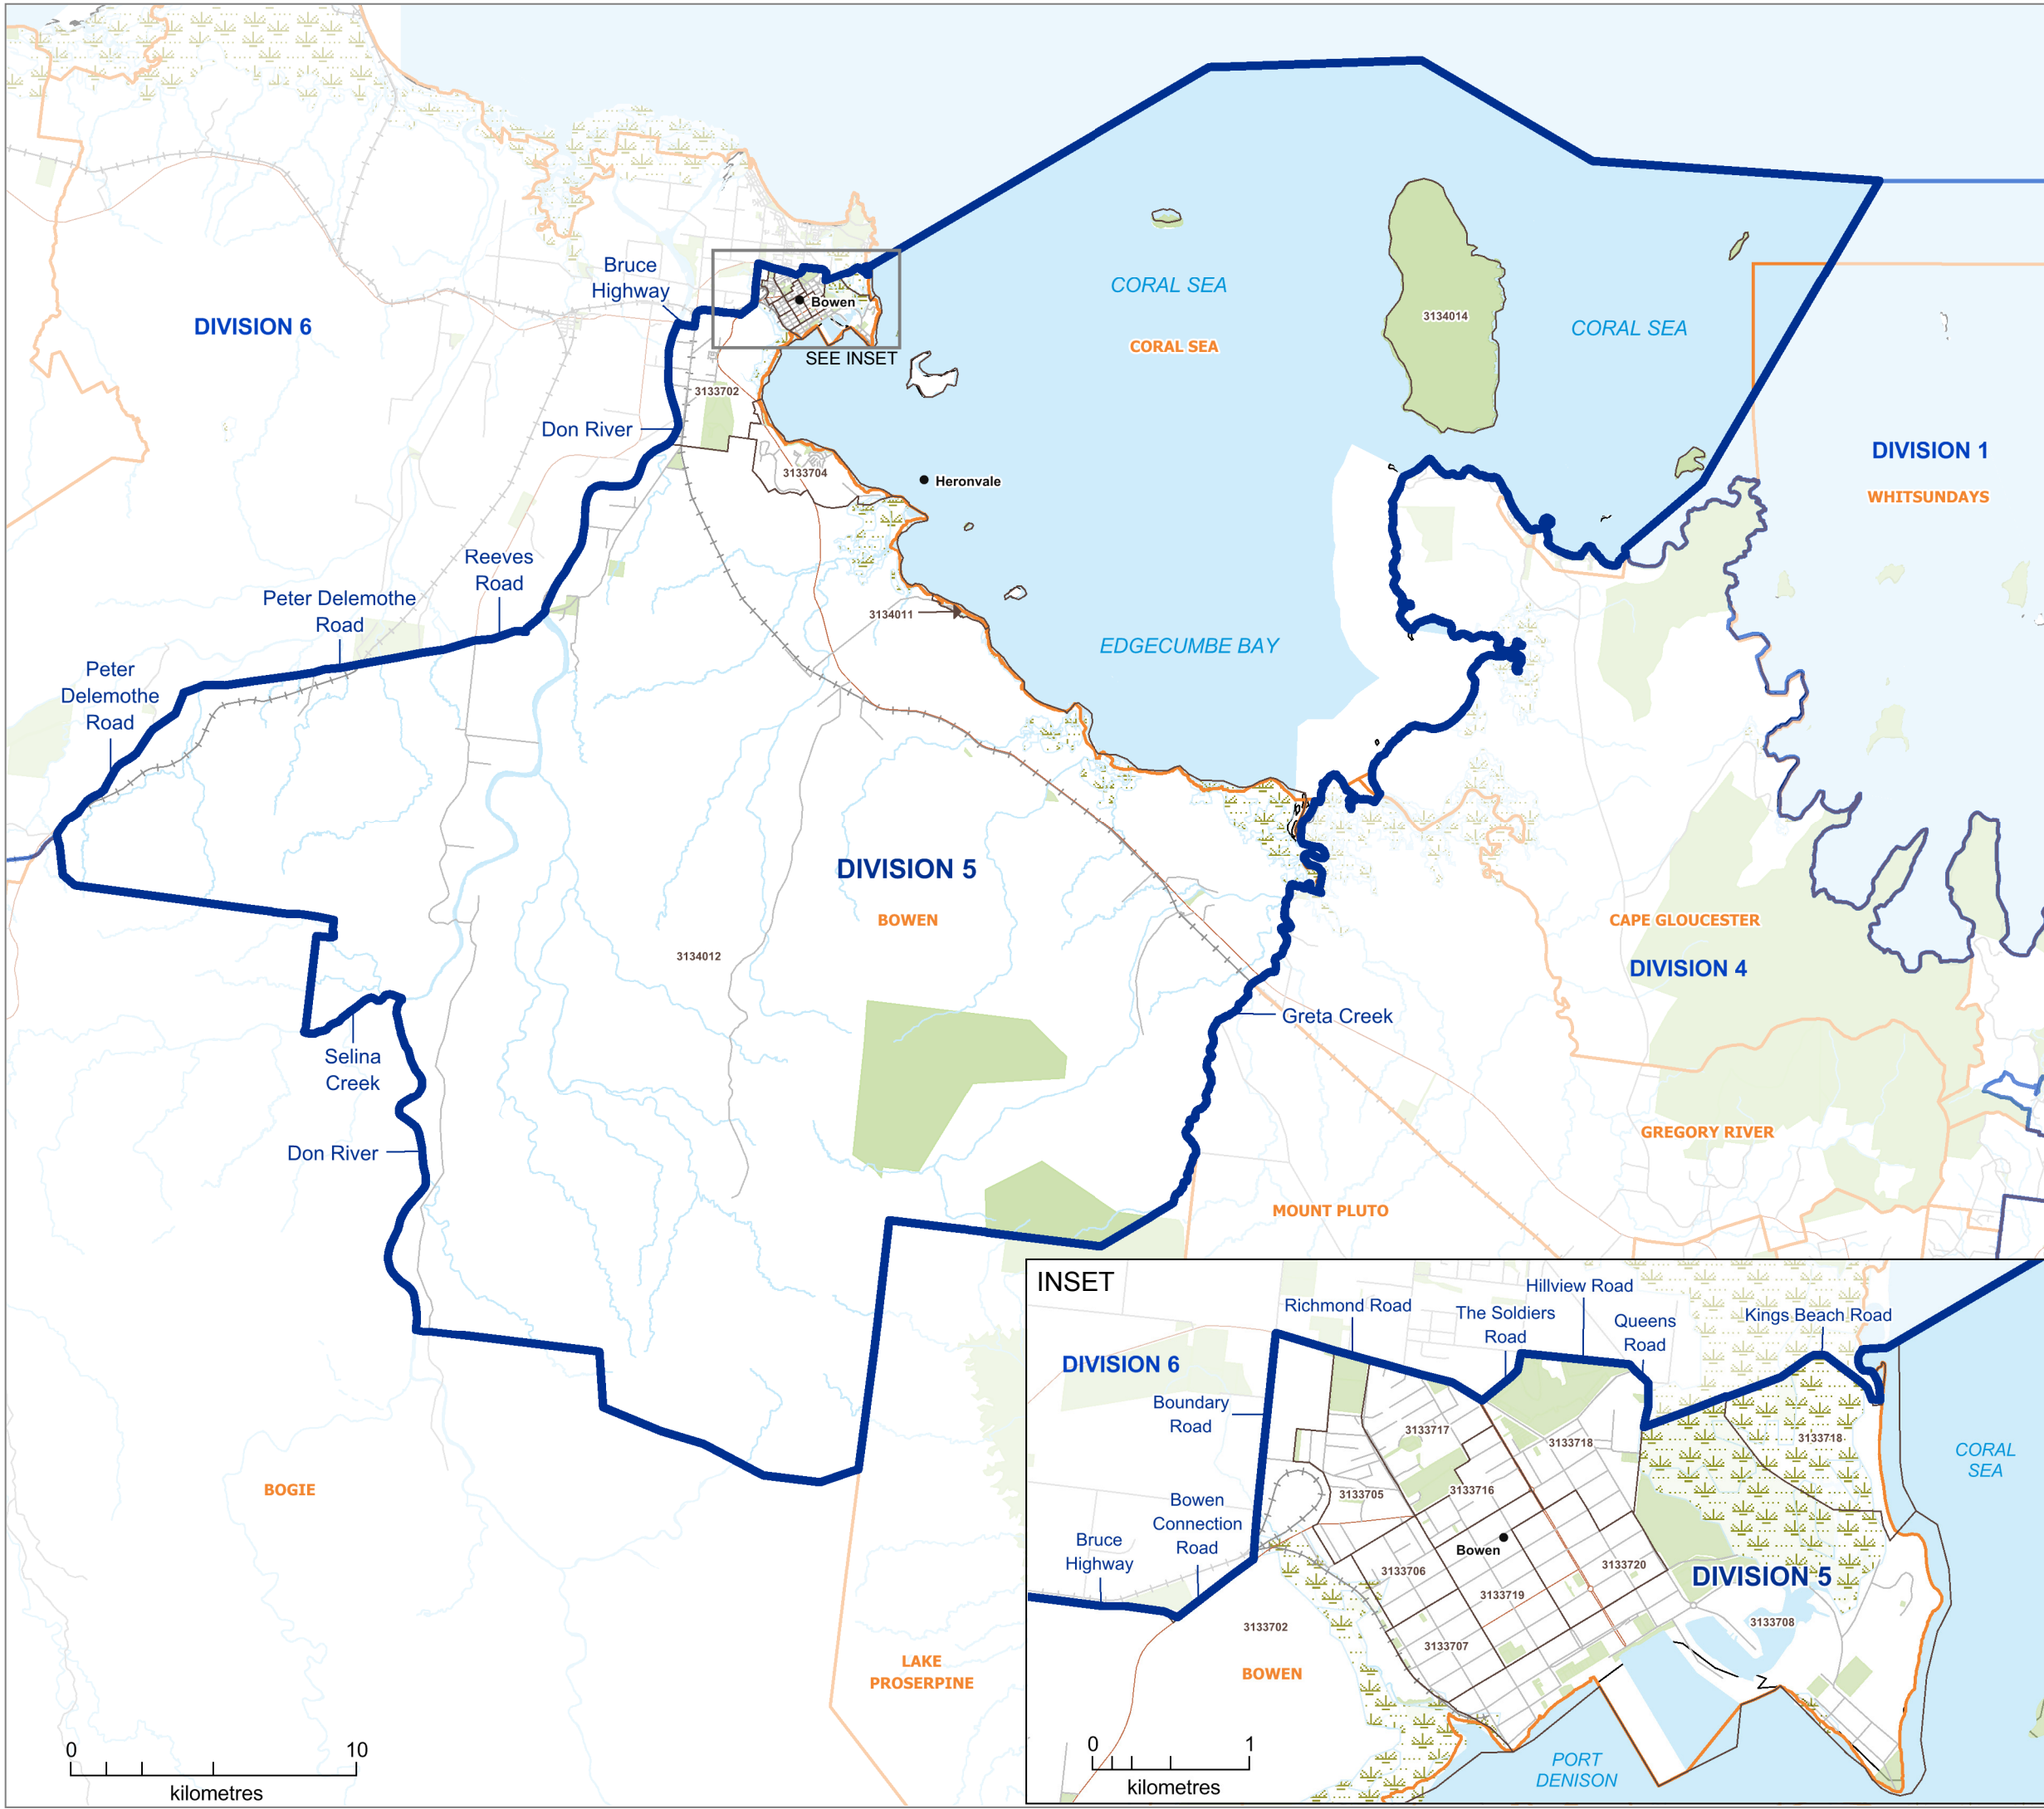 Bruce
Highway
DIVISION 6
Bowen
SEE INSET
CORAL SEA
CORAL SEA
3134014
CORAL SEA
3133702
Don River
DIVISION 1
3133704
Heronvale
WHITSUNDAYS
Reeves
Road
Peter Delemothe
Road
3134011
EDGECUMBE BAY
Peter
Delemothe
Road
DIVISION 5
BOWEN
CAPE GLOUCESTER
3134012
DIVISION 4
Greta Creek
Selina
Creek
GREGORY RIVER
Don River
MOUNT PLUTO
BOGIE
LAKE
PROSERPINE
0 10
kilometres
INSET
Hillview Road
Richmond Road
The Soldiers
Road
Queens
Road
Kings Beach Road
DIVISION 6
Boundary
Road
3133717
3133718
3133718
CORAL
SEA
3133705
3133716
Bowen
Connection
Road
Bruce
Highway
Bowen
3133706
3133720
DIVISION 5
3133719
3133708
3133702
3133707
BOWEN
0 1
kilometres
PORT
DENISON